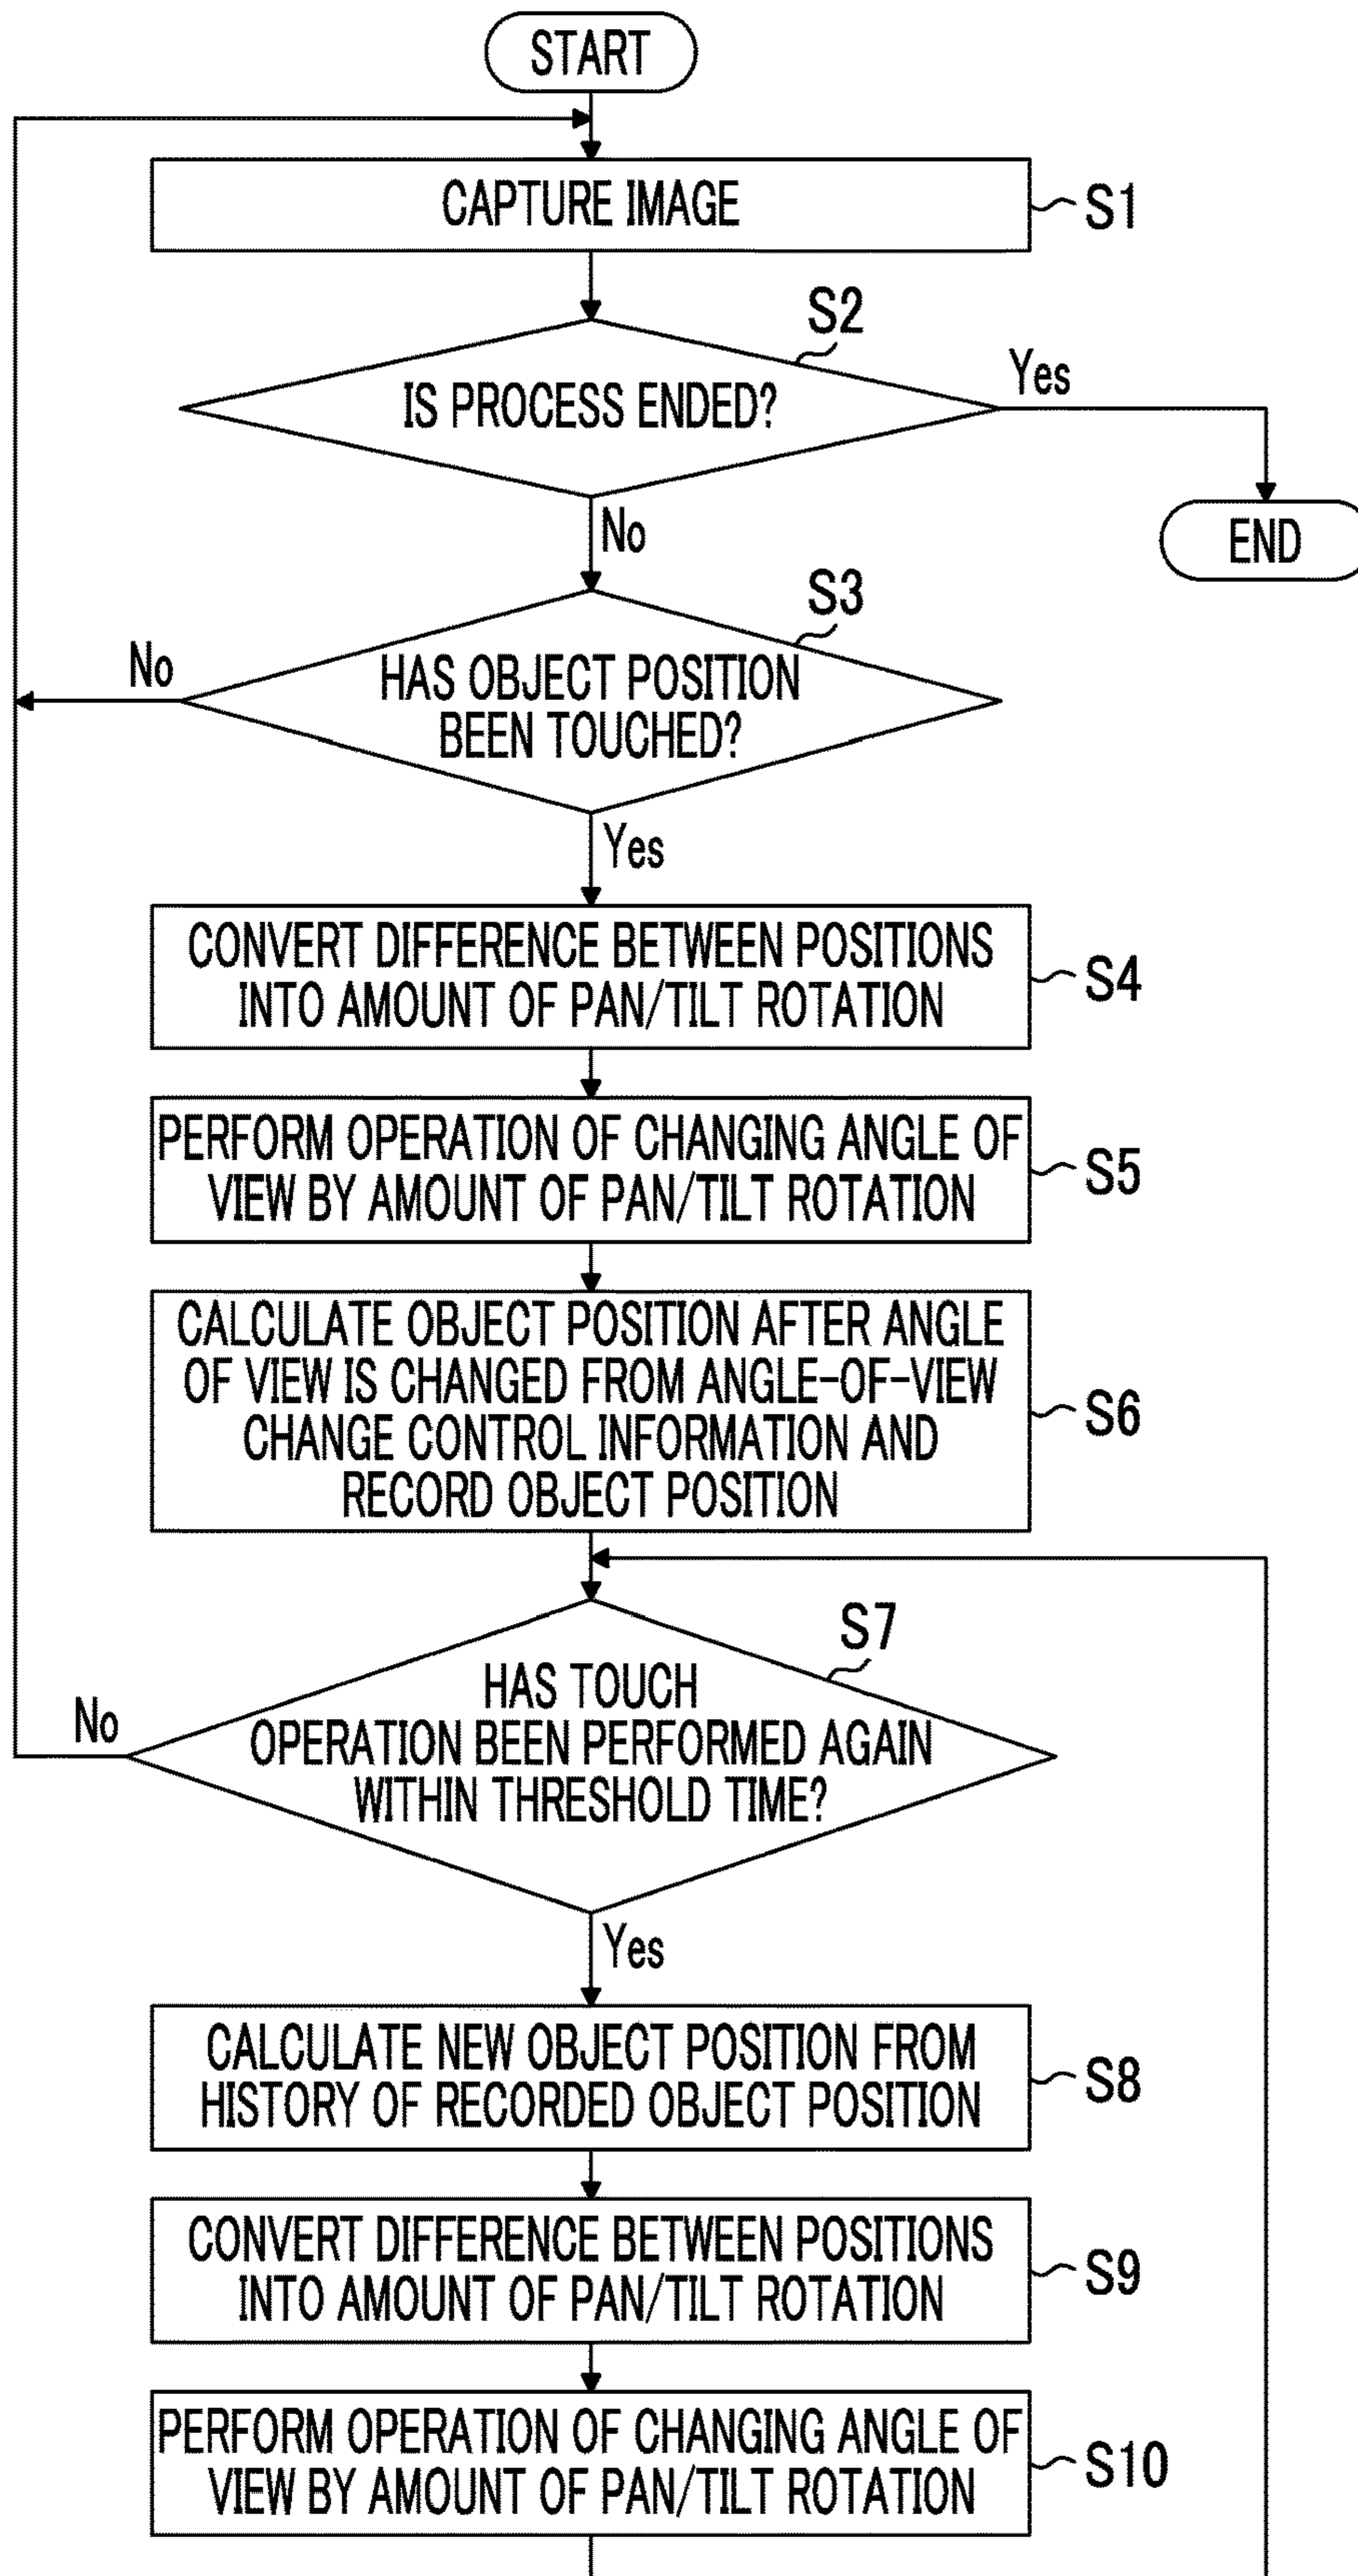 START
CAPTURE IMAGE
S1
S2
IS PROCESS ENDED?
Yes
No
END
S3
HAS OBJECT POSITION
BEEN TOUCHED?
No
Yes
CONVERT DIFFERENCE BETWEEN POSITIONS
INTO AMOUNT OF PAN/TILT ROTATION
S4
PERFORM OPERATION OF CHANGING ANGLE OF
VIEW BY AMOUNT OF PAN/TILT ROTATION
S5
CALCULATE OBJECT POSITION AFTER ANGLE
OF VIEW IS CHANGED FROM ANGLE-OF-VIEW
CHANGE CONTROL INFORMATION AND
RECORD OBJECT POSITION
S6
S7
HAS TOUCH
OPERATION BEEN PERFORMED AGAIN
WITHIN THRESHOLD TIME?
No
Yes
CALCULATE NEW OBJECT POSITION FROM
HISTORY OF RECORDED OBJECT POSITION
S8
CONVERT DIFFERENCE BETWEEN POSITIONS
INTO AMOUNT OF PAN/TILT ROTATION
S9
PERFORM OPERATION OF CHANGING ANGLE OF
VIEW BY AMOUNT OF PAN/TILT ROTATION
S10